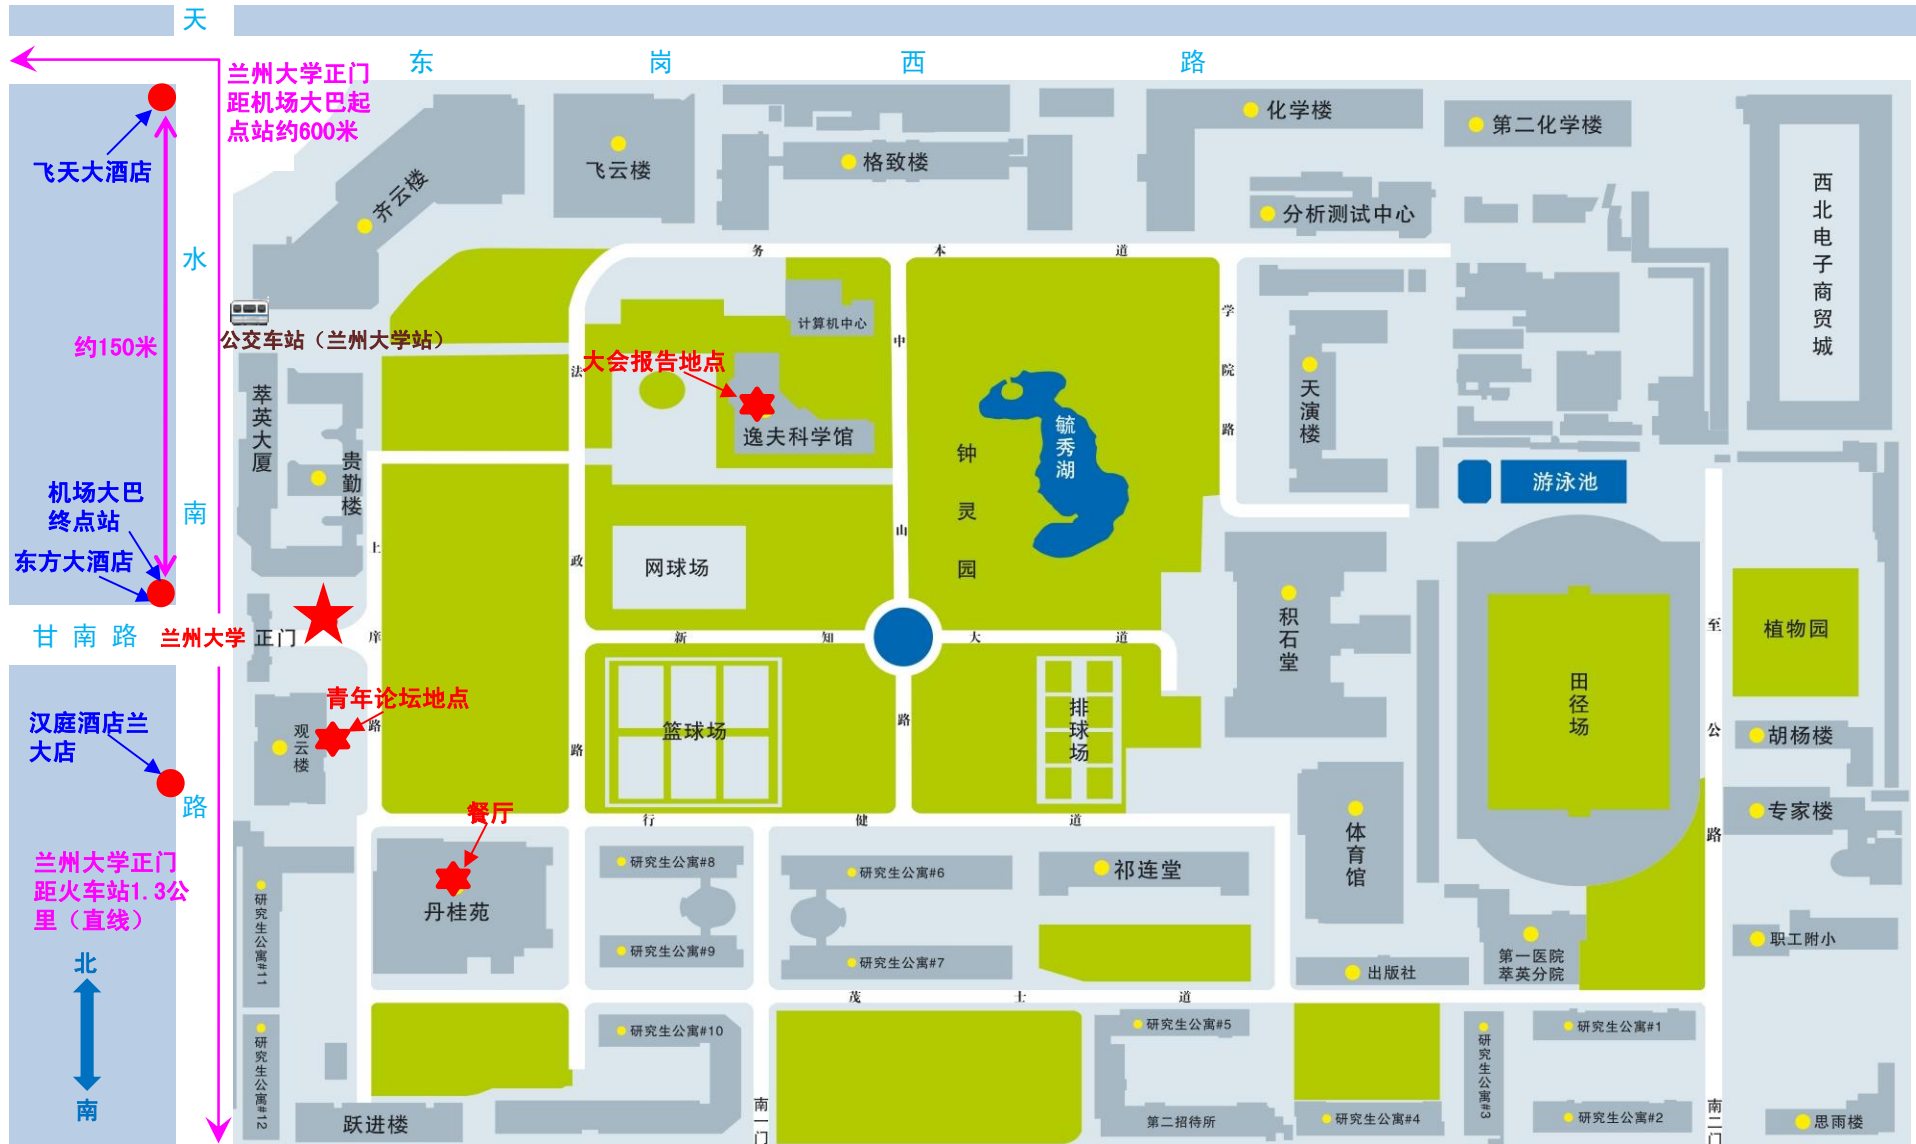 天
东 岗 西 路
兰州大学正门
距机场大巴起
点站约600米
飞天大酒店
水
约150米
南
机场大巴
终点站
东方大酒店
甘 南 路
兰州大学 正门
汉庭酒店兰
大店
路
兰州大学正门
距火车站1.3公
里（直线）
北
南
齐云楼
飞云楼
格致楼
化学楼
第二化学楼
分析测试中心
西北电子商贸城
务 本 道
公交车站（兰州大学站）
计算机中心
大会报告地点
逸夫科学馆
中 山 路
学 院 路
法 政 路
上 庠 路
萃英大厦
贵勤楼
钟灵园
毓秀湖
天演楼
游泳池
网球场
新 知 大 道
积石堂
田径场
植物园
至 公 路
青年论坛地点
观云楼
篮球场
排球场
胡杨楼
专家楼
餐厅
丹桂苑
行 健 道
研究生公寓#8
研究生公寓#6
祁连堂
体育馆
研究生公寓#11
研究生公寓#9
研究生公寓#7
出版社
第一医院
萃英分院
职工附小
茂 士 道
研究生公寓#12
研究生公寓#10
研究生公寓#5
研究生公寓#3
研究生公寓#1
跃进楼
南一门
第二招待所
研究生公寓#4
研究生公寓#2
南二门
思雨楼